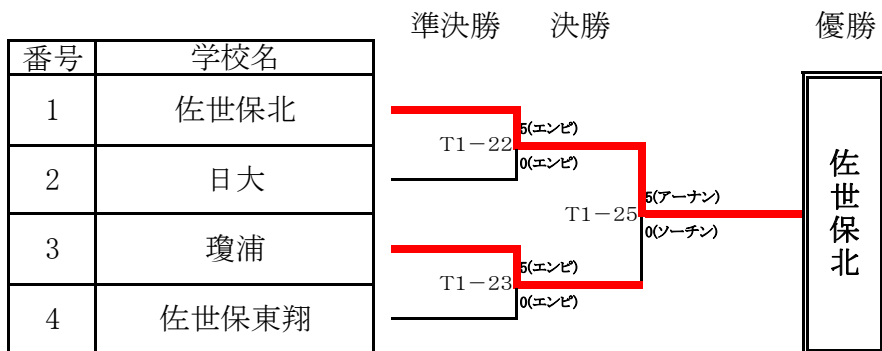 準決勝 決勝 優勝
番号 学校名
1 佐世保北
2 日大
3 瓊浦
4 佐世保東翔
T1-22
5(エンピ)
0(エンピ)
T1-25
5(アーナン)
0(ソーチン)
T1-23
5(エンピ)
0(エンピ)
佐世保北